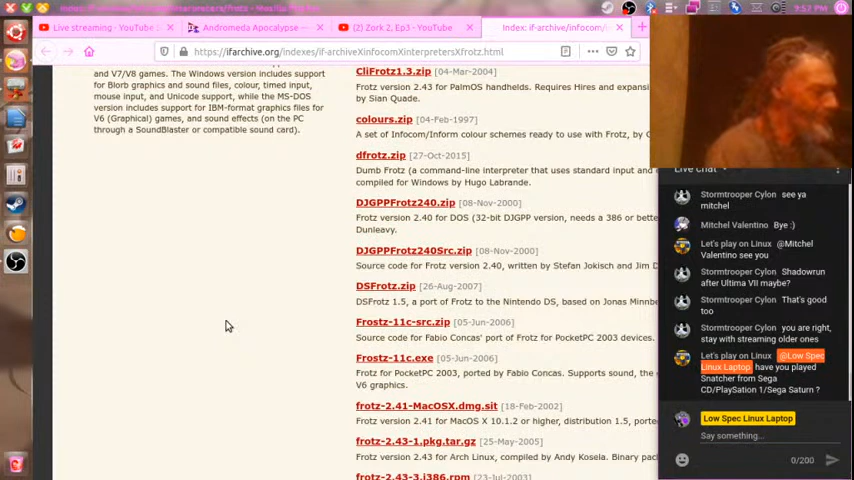 9:57 PM
Live streaming - YouTube
Andromeda Apocalypse —
(2) Zork 2, Ep3 - YouTube
Index: if-archive/infocom/in
https://ifarchive.org/indexes/if-archiveXinfocomXinterpretersXfrotz.html
and V7/V8 games. The Windows version includes support
for Blorb graphics and sound files, colour, timed input,
mouse input, and Unicode support, while the MS-DOS
version includes support for IBM-format graphics files for
V6 (Graphical) games, and sound effects (on the PC
through a SoundBlaster or compatible sound card).
CliFrotz1.3.zip [04-Mar-2004]
Frotz version 2.43 for PalmOS handhelds. Requires Hires and expansi
by Sian Quade.
colours.zip [04-Feb-1997]
A set of Infocom/Inform colour schemes ready to use with Frotz, by
dfrotz.zip [27-Oct-2015]
Dumb Frotz (a command-line interpreter that uses standard input and
compiled for Windows by Hugo Labrande.
DJGPPFrotz240.zip [08-Nov-2000]
Frotz version 2.40 for DOS (32-bit DJGPP version, needs a 386 or bette
Dunleavy.
DJGPPFrotz240Src.zip [08-Nov-2000]
Source code for Frotz version 2.40, written by Stefan Jokisch and Jim D
DSFrotz.zip [26-Aug-2007]
DSFrotz 1.5, a port of Frotz to the Nintendo DS, based on Jonas Minnbe
Frostz-11c-src.zip [05-Jun-2006]
Source code for Fabio Concas' port of Frotz for PocketPC 2003 devices.
Frostz-11c.exe [05-Jun-2006]
Frotz for PocketPC 2003, ported by Fabio Concas. Supports sound, the
V6 graphics.
frotz-2.41-MacOSX.dmg.sit [18-Feb-2002]
Frotz version 2.41 for MacOS X 10.1.2 or higher, distribution 1.5, porte
frotz-2.43-1.pkg.tar.gz [25-May-2005]
Frotz version 2.43 for Arch Linux, compiled by Andy Kosela. Binary pac
frotz-2.43-3.i386.rpm [23-Jul-2003]
Live chat
Stormtrooper Cylon see ya
mitchel
Mitchel Valentino Bye :)
Let's play on Linux @Mitchel
Valentino see you
Stormtrooper Cylon Shadowrun
after Ultima VII maybe?
Stormtrooper Cylon That's good
too
Stormtrooper Cylon you are right,
stay with streaming older ones
Let's play on Linux @Low Spec
Linux Laptop have you played
Snatcher from Sega
CD/PlayStation 1/Sega Saturn ?
Low Spec Linux Laptop
Say something...
0/200